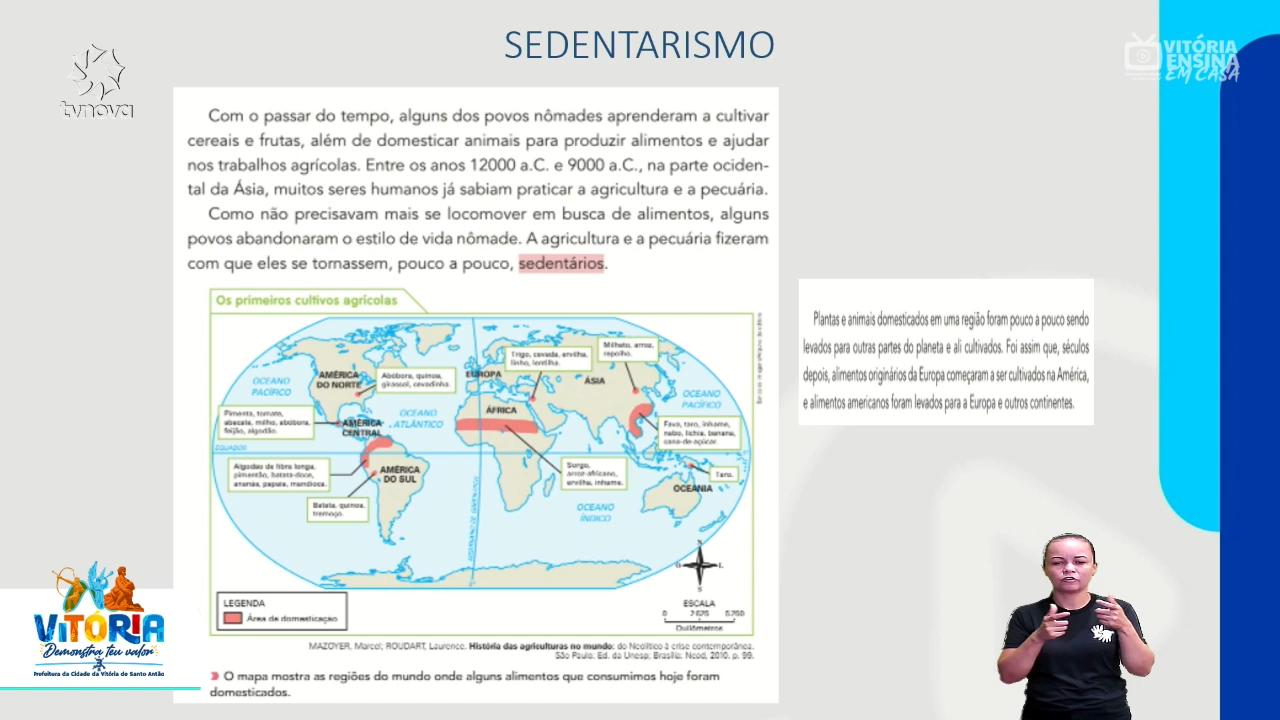 SEDENTARISMO
tvnova
VITÓRIA
ENSINA
EM CASA
Com o passar do tempo, alguns dos povos nômades aprenderam a cultivar
cereais e frutas, além de domesticar animais para produzir alimentos e ajudar
nos trabalhos agrícolas. Entre os anos 12000 a.C. e 9000 a.C., na parte ociden-
tal da Ásia, muitos seres humanos já sabiam praticar a agricultura e a pecuária.
Como não precisavam mais se locomover em busca de alimentos, alguns
povos abandonaram o estilo de vida nômade. A agricultura e a pecuária fizeram
com que eles se tornassem, pouco a pouco, sedentários.
Os primeiros cultivos agrícolas
Trigo, cevada, ervilha,
linho, lentilha.
Milheto, arroz,
repolho.
AMÉRICA
DO NORTE
Abóbora, quinoa,
girassol, cevadinha.
EUROPA
ÁSIA
OCEANO
PACÍFICO
OCEANO
PACÍFICO
Pimenta, tomate,
abacate, milho, abóbora,
feijão, algodão.
AMÉRICA
CENTRAL
OCEANO
ATLÂNTICO
ÁFRICA
Fava, taro, inhame,
nabo, lichia, banana,
cana-de-açúcar.
EQUADOR
Algodão de fibra longa,
pimentão, batata-doce,
ananás, papaia, mandioca.
AMÉRICA
DO SUL
Sorgo,
arroz-africano,
ervilha, inhame.
Taro.
OCEANIA
Batata, quinoa,
tremoço.
OCEANO
ÍNDICO
N
O L
S
LEGENDA
Área de domesticação
ESCALA
0 2 625 5 250
Quilômetros
MAZOYER, Marcel; ROUDART, Laurence. História das agriculturas no mundo: do Neolítico à crise contemporânea.
São Paulo: Ed. da Unesp; Brasília: Nead, 2010. p. 99.
O mapa mostra as regiões do mundo onde alguns alimentos que consumimos hoje foram
domesticados.
Plantas e animais domesticados em uma região foram pouco a pouco sendo
levados para outras partes do planeta e ali cultivados. Foi assim que, séculos
depois, alimentos originários da Europa começaram a ser cultivados na América,
e alimentos americanos foram levados para a Europa e outros continentes.
VITÓRIA
Demonstra teu valor
Prefeitura da Cidade da Vitória de Santo Antão